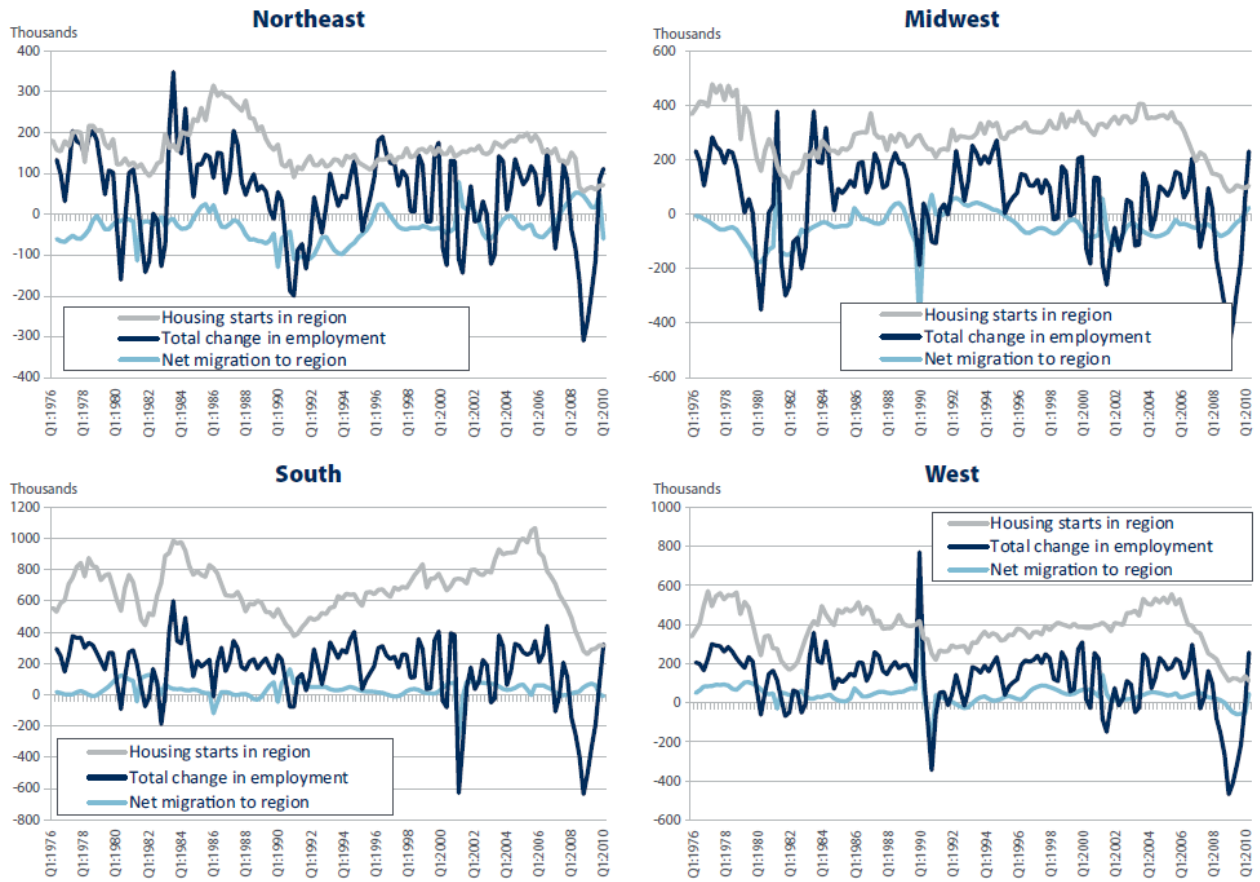 Northeast
Thousands
400
300
200
100
0
-100
-200
-300
-400
Housing starts in region
Total change in employment
Net migration to region
Q1:1976
Q1:1978
Q1:1980
Q1:1982
Q1:1984
Q1:1986
Q1:1988
Q1:1990
Q1:1992
Q1:1994
Q1:1996
Q1:1998
Q1:2000
Q1:2002
Q1:2004
Q1:2006
Q1:2008
Q1:2010
Midwest
Thousands
600
400
200
0
-200
-400
-600
Housing starts in region
Total change in employment
Net migration to region
Q1:1976
Q1:1978
Q1:1980
Q1:1982
Q1:1984
Q1:1986
Q1:1988
Q1:1990
Q1:1992
Q1:1994
Q1:1996
Q1:1998
Q1:2000
Q1:2002
Q1:2004
Q1:2006
Q1:2008
Q1:2010
South
Thousands
1200
1000
800
600
400
200
0
-200
-400
-600
-800
Housing starts in region
Total change in employment
Net migration to region
Q1:1976
Q1:1978
Q1:1980
Q1:1982
Q1:1984
Q1:1986
Q1:1988
Q1:1990
Q1:1992
Q1:1994
Q1:1996
Q1:1998
Q1:2000
Q1:2002
Q1:2004
Q1:2006
Q1:2008
Q1:2010
West
Thousands
1000
800
600
400
200
0
-200
-400
-600
Housing starts in region
Total change in employment
Net migration to region
Q1:1976
Q1:1978
Q1:1980
Q1:1982
Q1:1984
Q1:1986
Q1:1988
Q1:1990
Q1:1992
Q1:1994
Q1:1996
Q1:1998
Q1:2000
Q1:2002
Q1:2004
Q1:2006
Q1:2008
Q1:2010